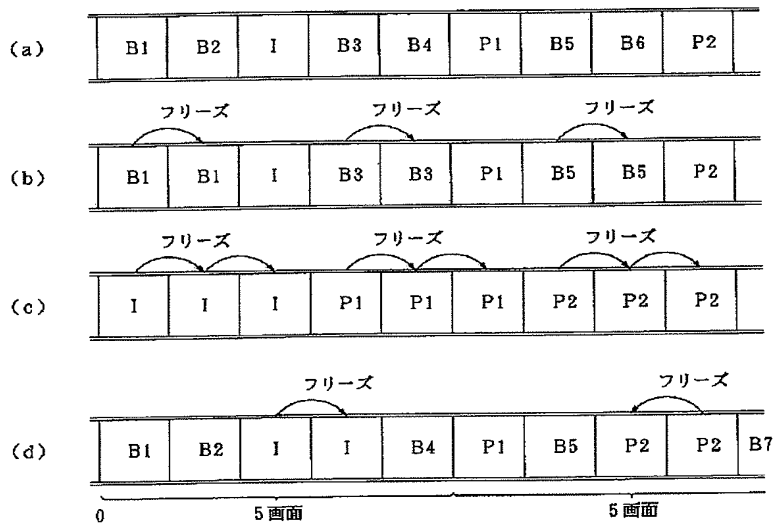 (a) B1 B2 I B3 B4 P1 B5 B6 P2
フリーズ フリーズ フリーズ
(b) B1 B1 I B3 B3 P1 B5 B5 P2
フリーズ フリーズ フリーズ
(c) I I I P1 P1 P1 P2 P2 P2
フリーズ フリーズ
(d) B1 B2 I I B4 P1 B5 P2 P2 B7
0 5画面 5画面